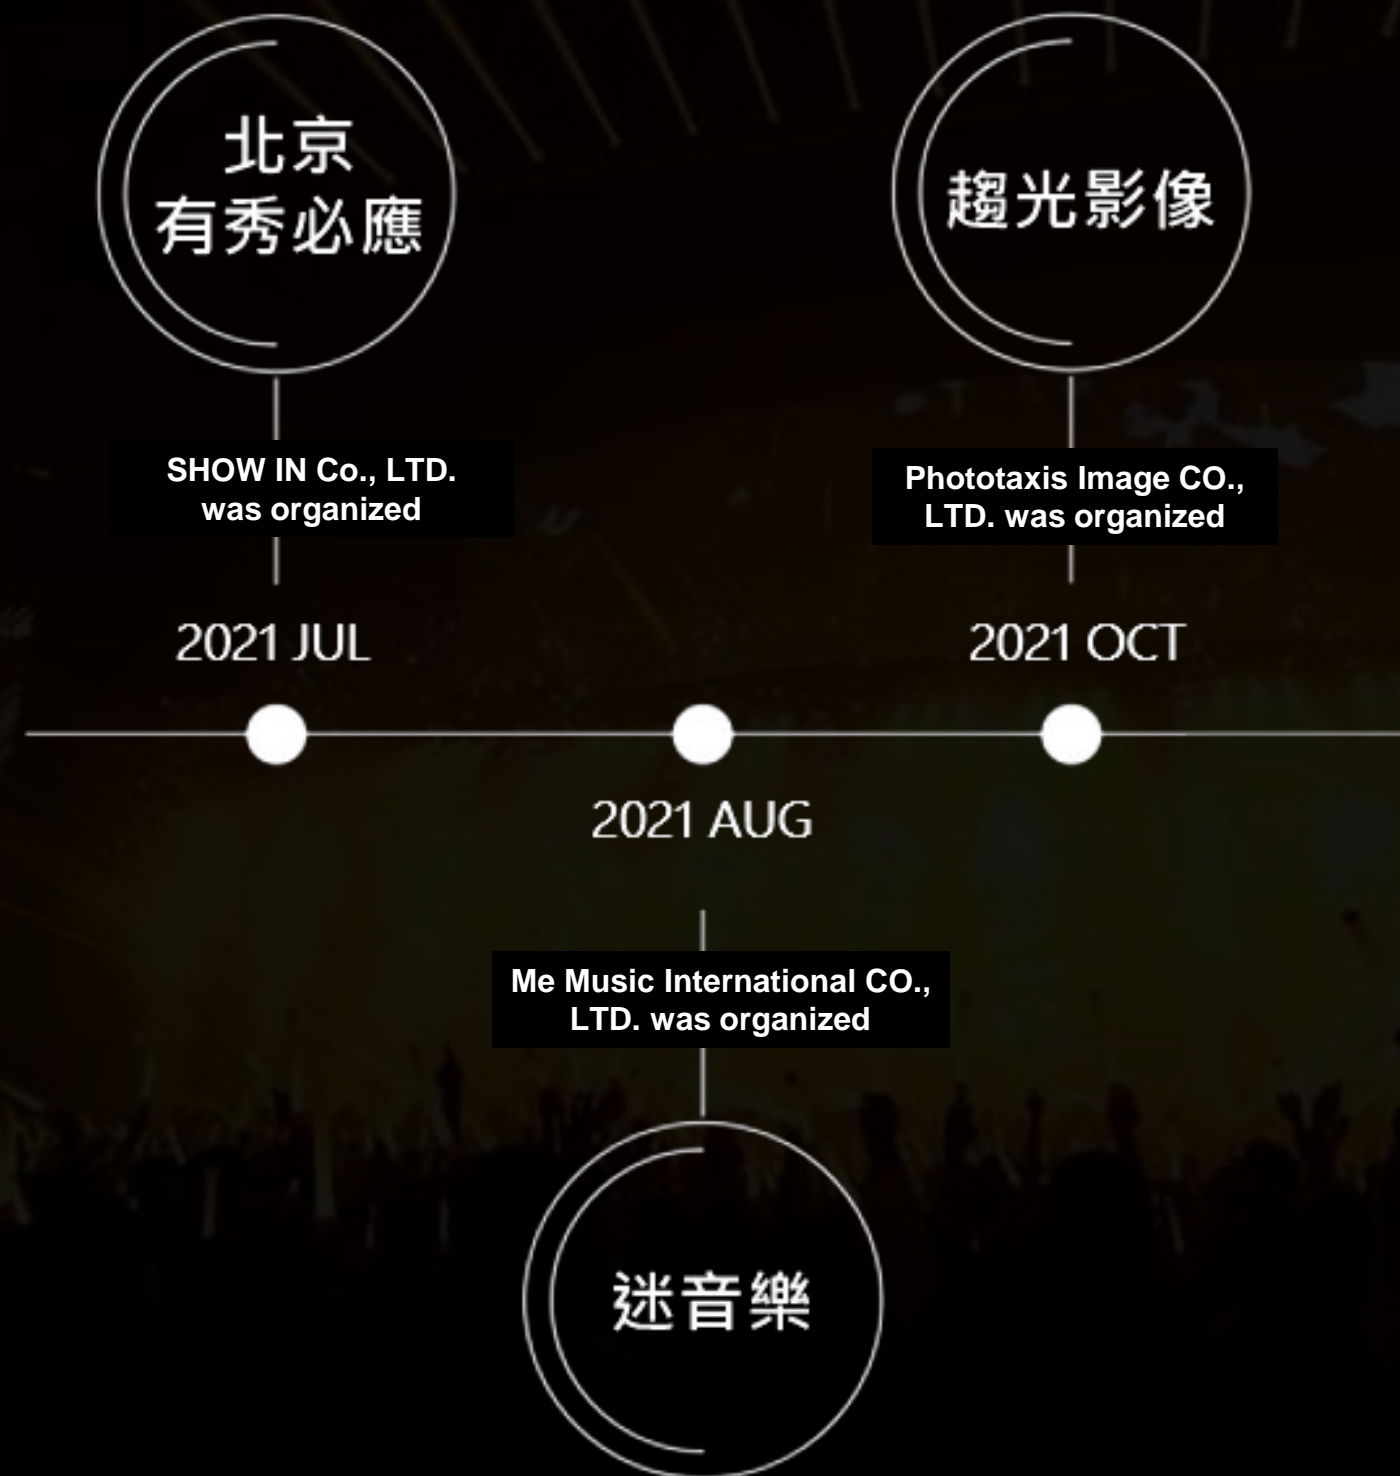 北京
有秀必應
SHOW IN Co., LTD.
was organized
2021 JUL
趨光影像
Phototaxis Image CO.,
LTD. was organized
2021 OCT
2021 AUG
Me Music International CO.,
LTD. was organized
迷音樂